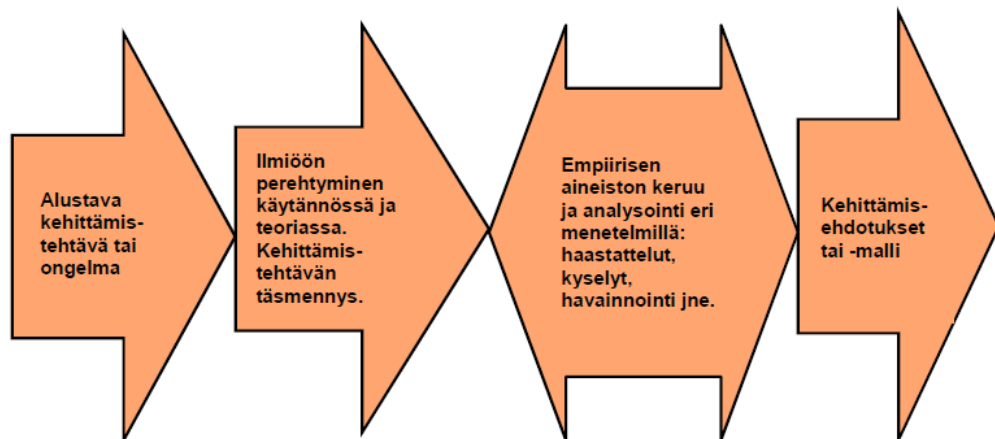 Alustava
kehittämis-
tehtävä tai
ongelma
Ilmiöön
perehtyminen
käytännössä ja
teoriassa.
Kehittämis-
tehtävän
täsmennys.
Empiirisen
aineiston keruu
ja analysointi eri
menetelmillä:
haastattelut,
kyselyt,
havainnointi jne.
Kehittämis-
ehdotukset
tai -malli